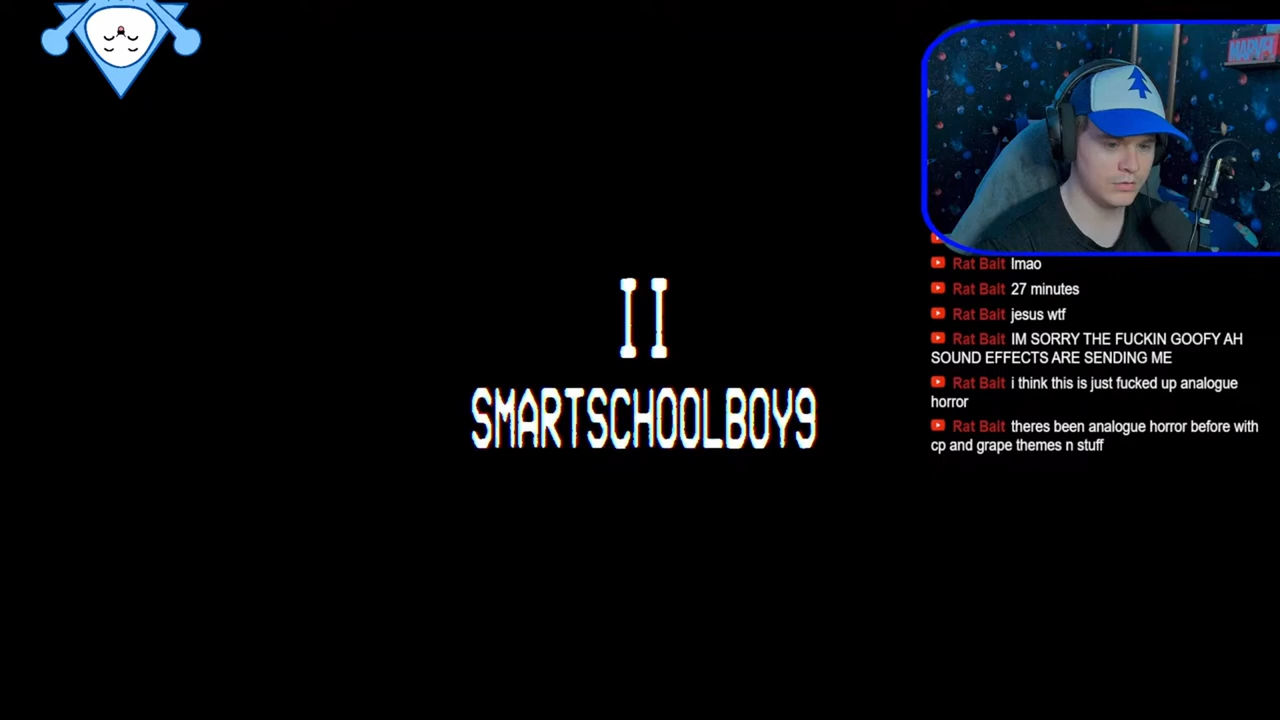 MARVEL
II
SMARTSCHOOLBOY9
Rat Bait lmao
Rat Bait 27 minutes
Rat Bait jesus wtf
Rat Bait IM SORRY THE FUCKIN GOOFY AH
SOUND EFFECTS ARE SENDING ME
Rat Bait i think this is just fucked up analogue
horror
Rat Bait theres been analogue horror before with
cp and grape themes n stuff